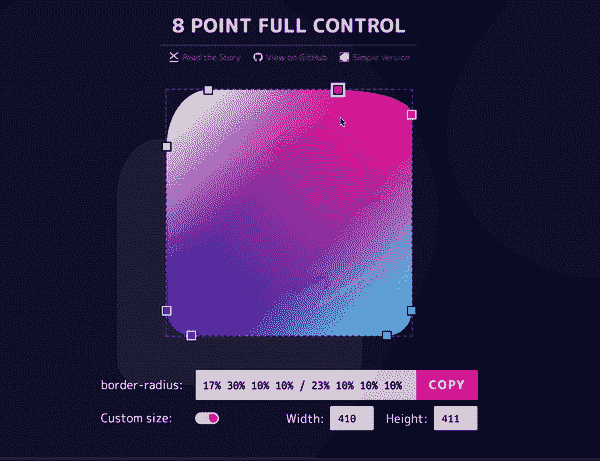 8 POINT FULL CONTROL
Read the Story View on GitHub Simple Version
border-radius: 17% 30% 10% 10% / 23% 10% 10% 10% COPY
Custom size: Width: 410 Height: 411